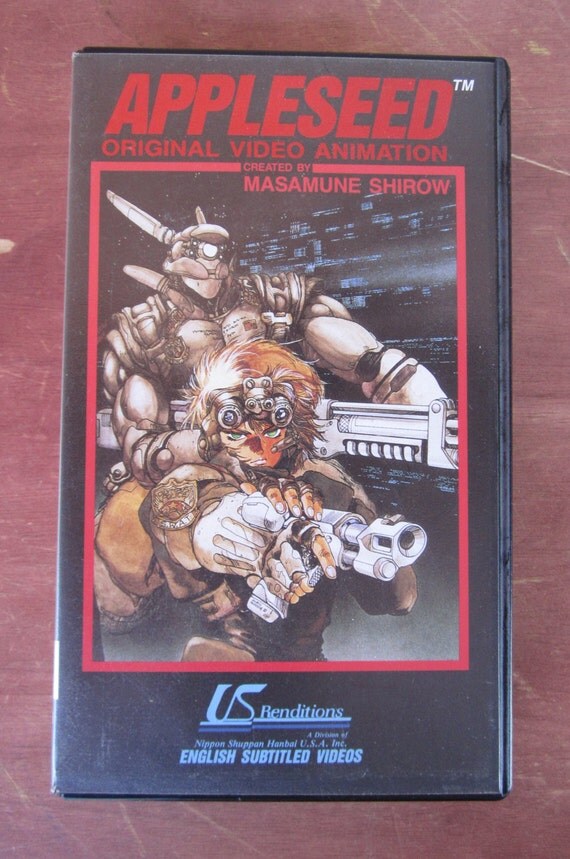 APPLESEED™
ORIGINAL VIDEO ANIMATION
CREATED BY
MASAMUNE SHIROW
US Renditions
A Division of
Nippon Shuppan Hanbai U.S.A. Inc.
ENGLISH SUBTITLED VIDEOS